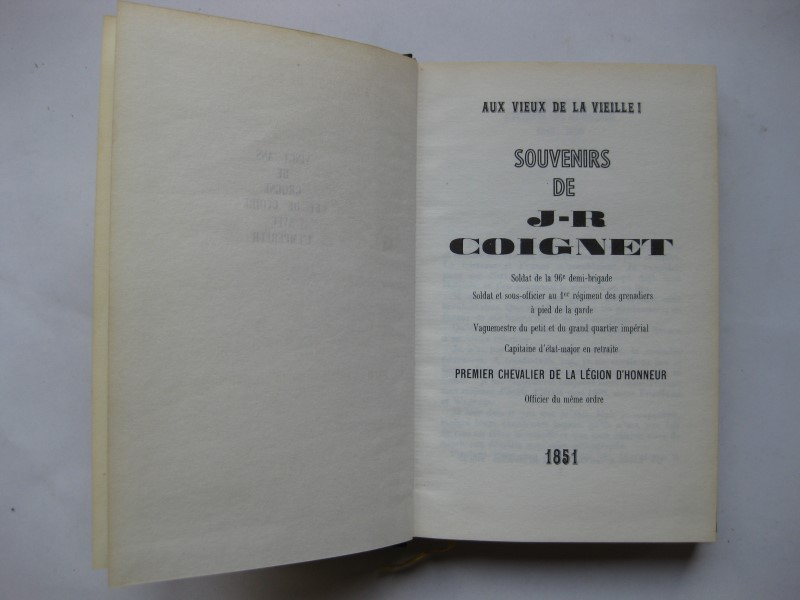 AUX VIEUX DE LA VIEILLE!
SOUVENIRS
DE
J-R
COIGNET
Soldat de la 96e demi-brigade
Soldat et sous-officier au 1er régiment des grenadiers
à pied de la garde
Vaguemestre du petit et du grand quartier impérial
Capitaine d'état-major en retraite
PREMIER CHEVALIER DE LA LÉGION D'HONNEUR
Officier du même ordre
1851